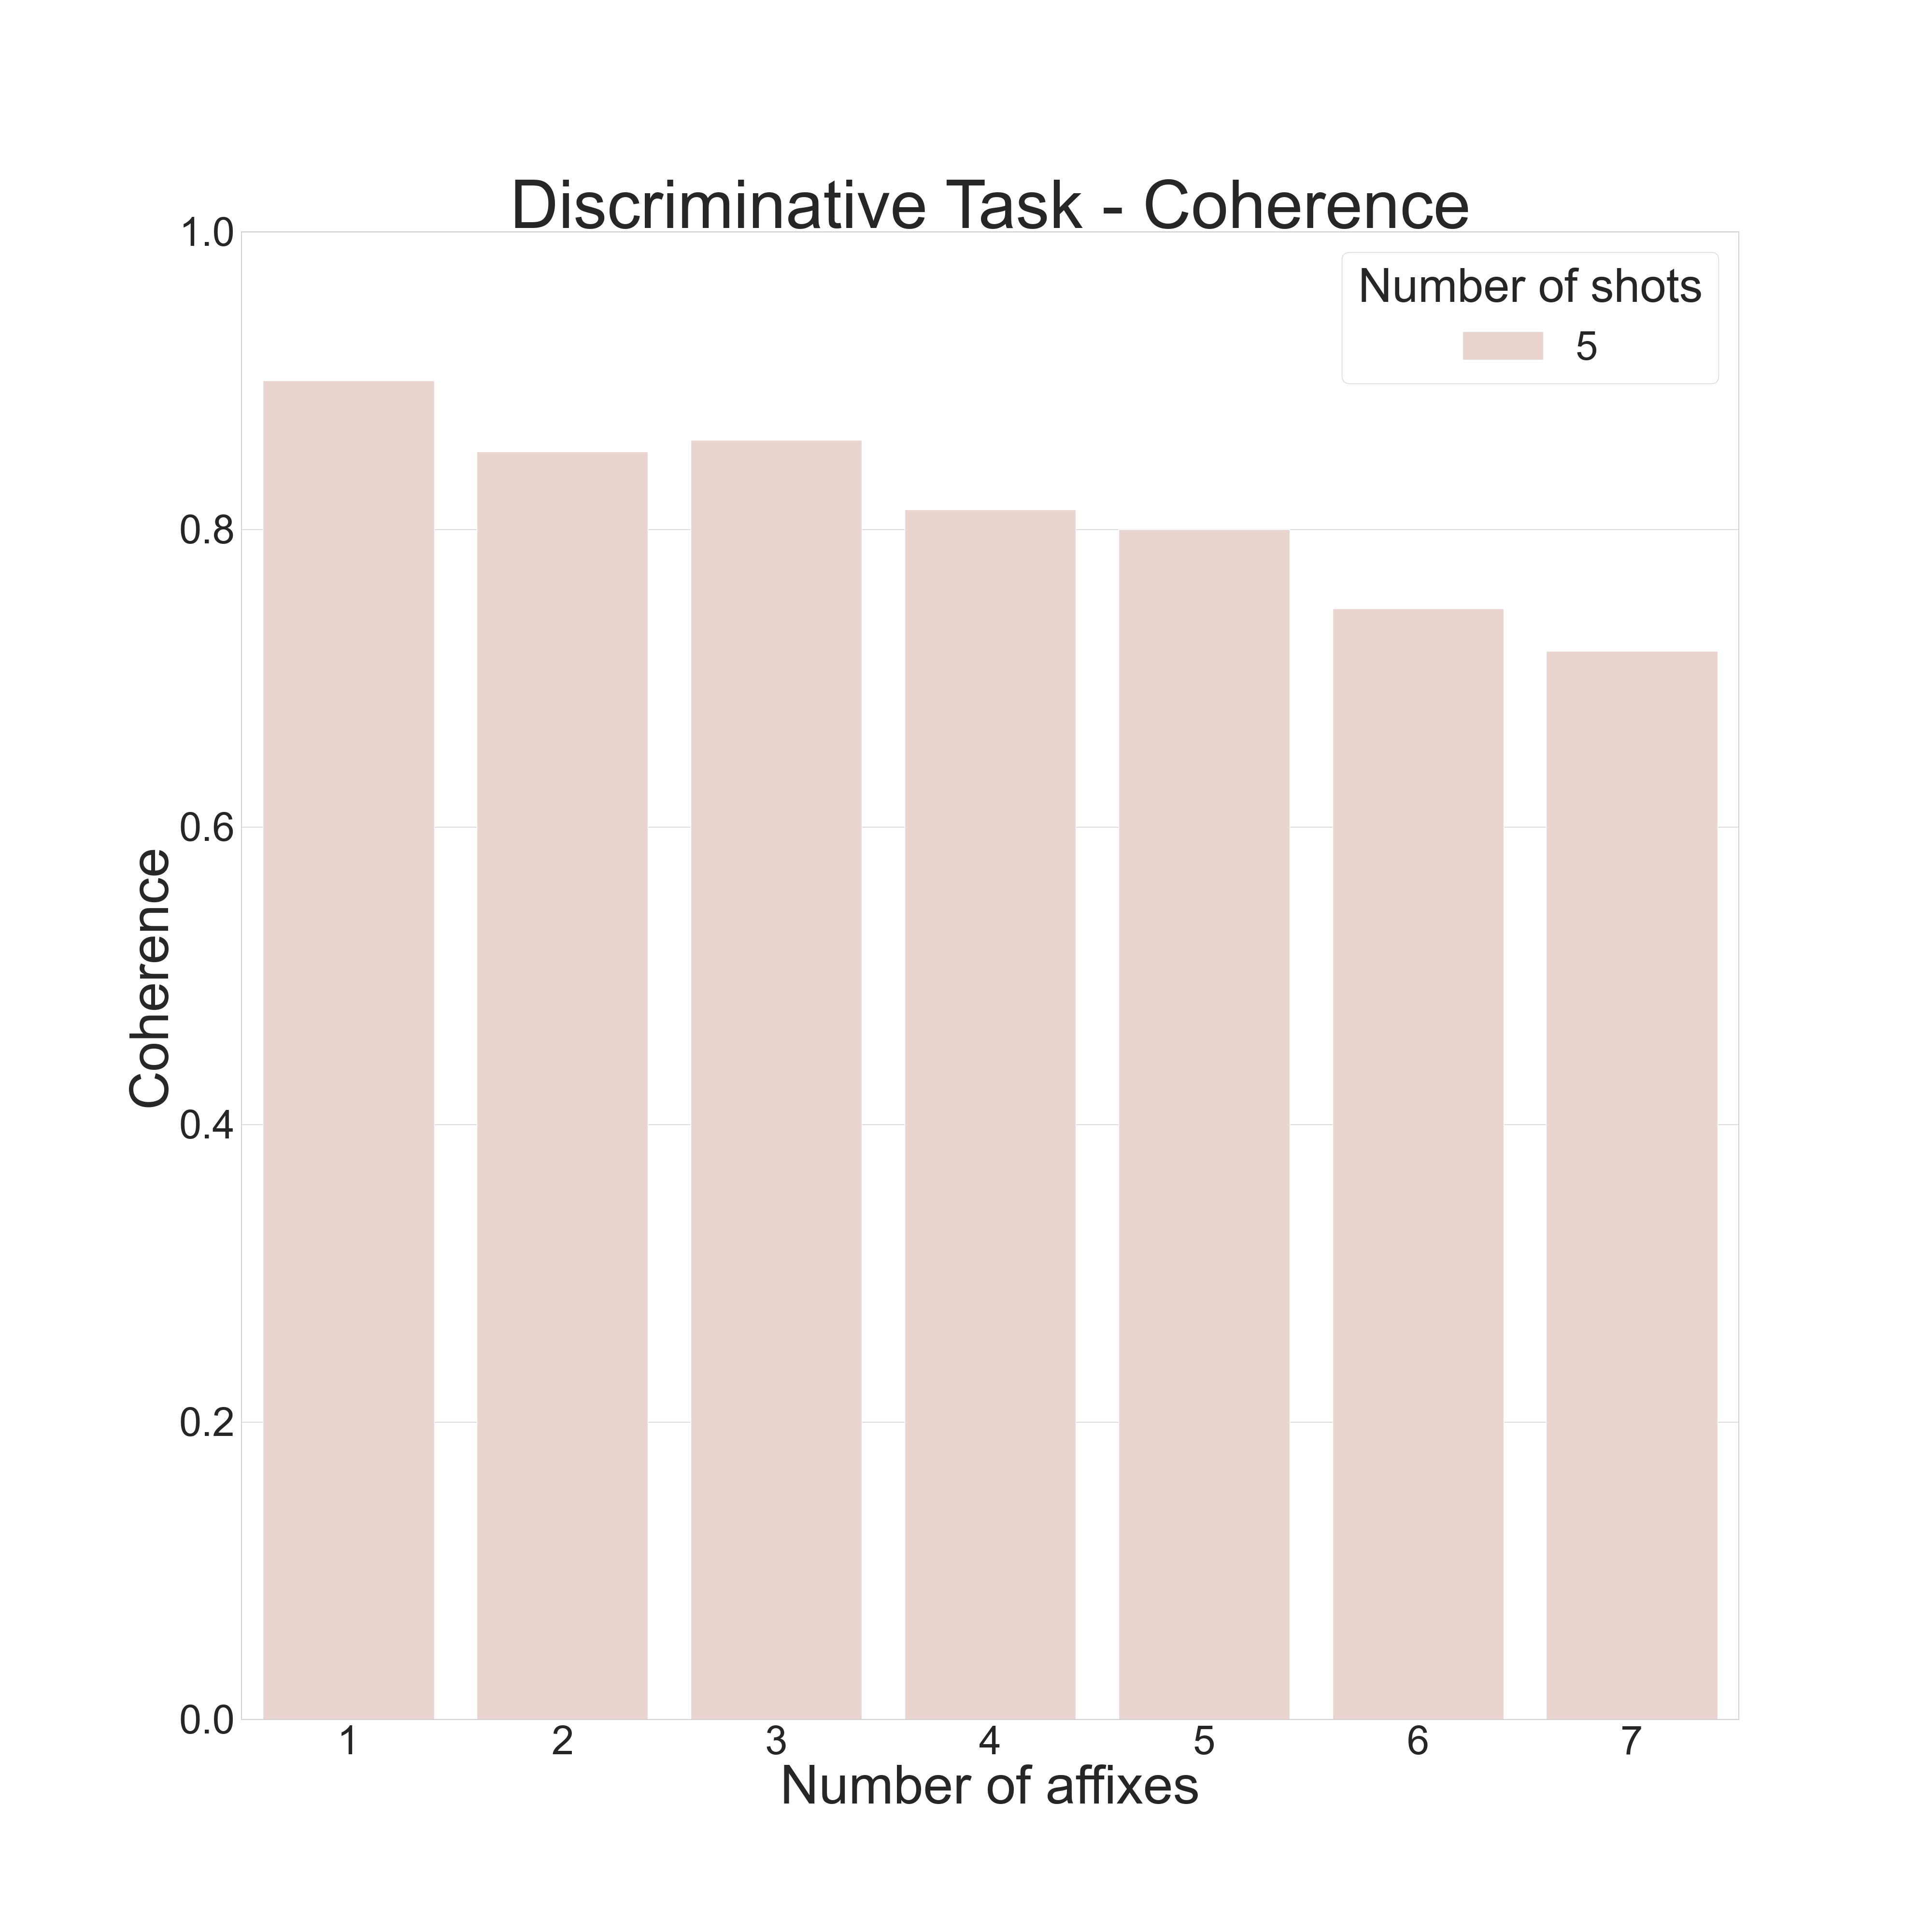 Discriminative Task - Coherence
Number of shots
5
1.0
0.8
0.6
0.4
0.2
0.0
Coherence
1 2 3 4 5 6 7
Number of affixes